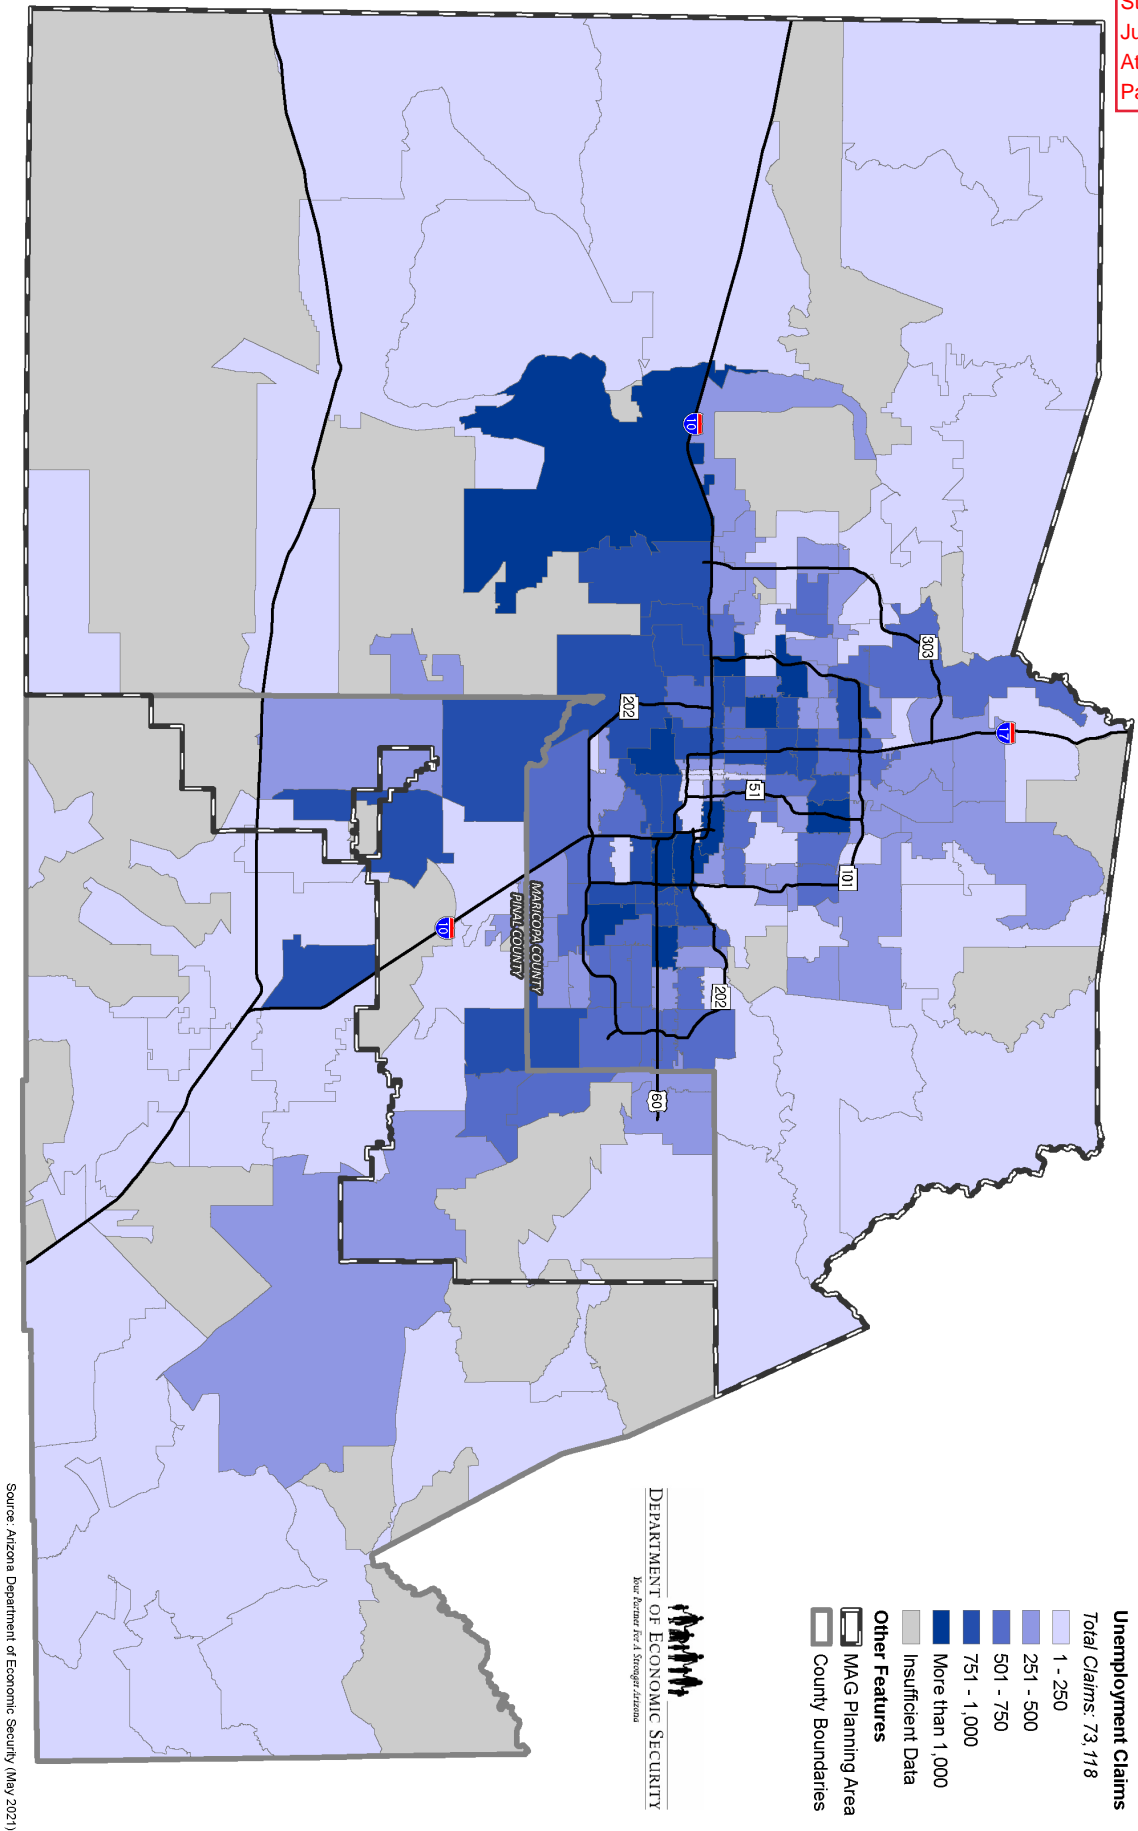 Unemployment Claims
Total Claims: 73,118
1 - 250
251 - 500
501 - 750
751 - 1,000
More than 1,000
Insufficient Data
Other Features
MAG Planning Area
County Boundaries
DEPARTMENT OF ECONOMIC SECURITY
Your Partner For A Stronger Arizona
303
17
10
202
51
101
MARICOPA COUNTY
PINAL COUNTY
10
202
60
Source: Arizona Department of Economic Security (May 2021)
Ju
At
Pa